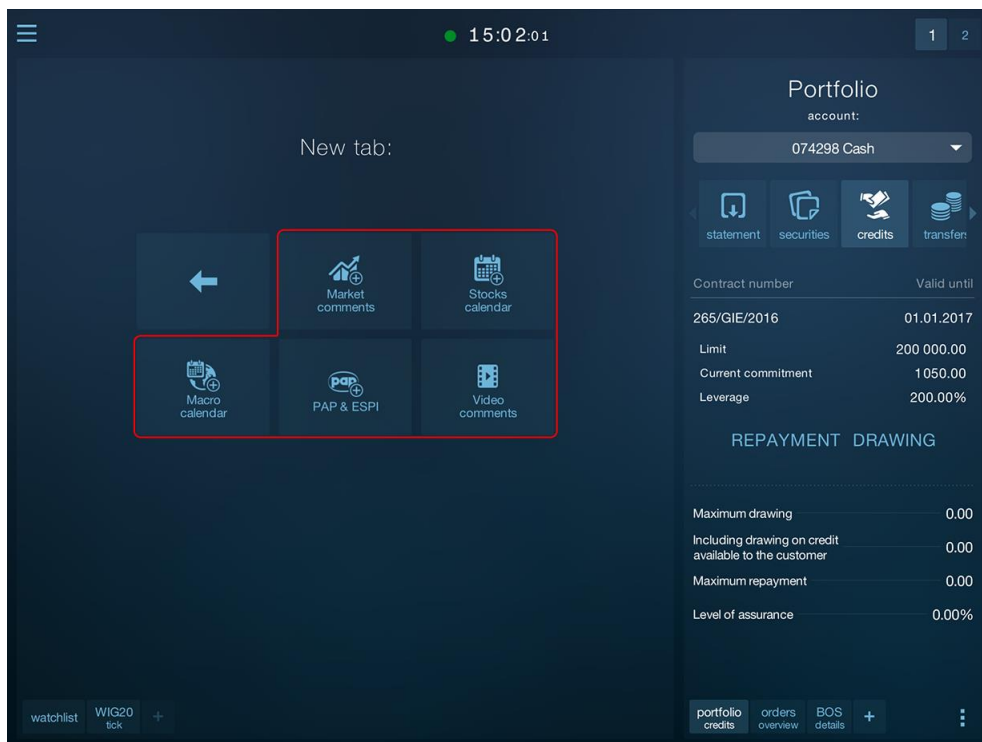 15:02:01
1 2
New tab:
Market
comments
Stocks
calendar
Macro
calendar
pap
PAP & ESPI
Video
comments
watchlist
WIG20
tick
+
Portfolio
account:
074298 Cash
statement
securities
credits
transfers
Contract number Valid until
265/GIE/2016 01.01.2017
Limit 200 000.00
Current commitment 1 050.00
Leverage 200.00%
REPAYMENT DRAWING
Maximum drawing 0.00
Including drawing on credit
available to the customer 0.00
Maximum repayment 0.00
Level of assurance 0.00%
portfolio
credits
orders
overview
BOS
details
+